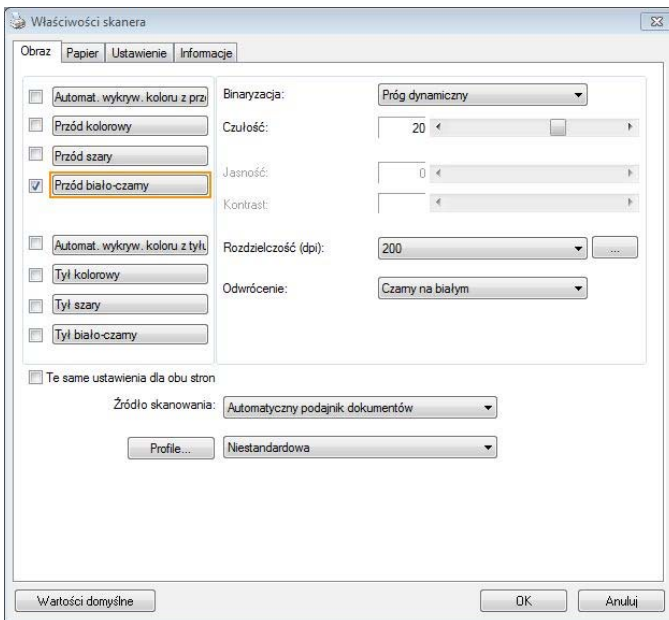 Właściwości skanera
Obraz Papier Ustawienie Informacje
Automat. wykryw. koloru z prz
Przód kolorowy
Przód szary
Przód biało-czarny
Automat. wykryw. koloru z tyłu
Tył kolorowy
Tył szary
Tył biało-czarny
Binaryzacja: Próg dynamiczny
Czułość: 20
Jasność: 0
Kontrast:
Rozdzielczość (dpi): 200 ...
Odwrócenie: Czarny na białym
Te same ustawienia dla obu stron
Źródło skanowania: Automatyczny podajnik dokumentów
Profile... Niestandardowa
Wartości domyślne OK Anuluj